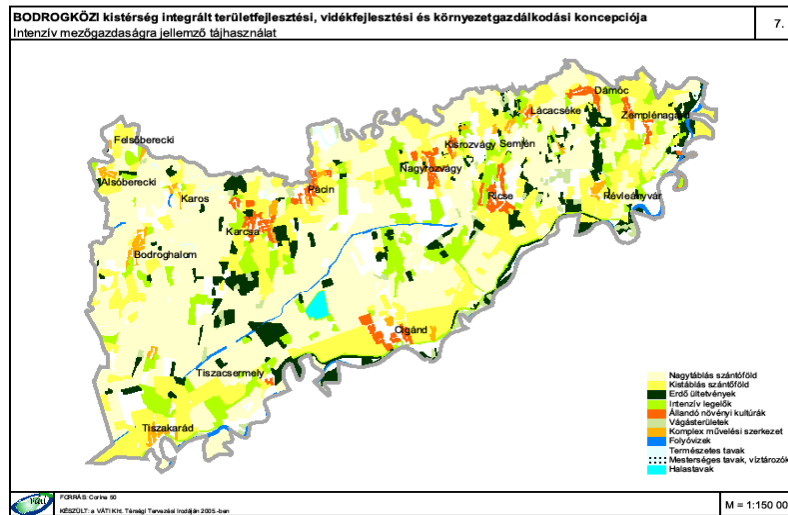 BODROGKÖZI kistérség integrált területfejlesztési, vidékfejlesztési és környezetgazdálkodási koncepciója
Intenzív mezőgazdaságra jellemző tájhasználat
7.
Dámóc
Lácacséke
Zemplénagárd
Felsőberecki
Kisrozvágy
Semjén
Alsóberecki
Nagyrozvágy
Karos
Pácin
Ricse
Révleányvár
Karcsa
Bodroghalom
Cigánd
Tiszacsermely
Tiszakarád
Nagytáblás szántóföld
Kistáblás szántóföld
Erdő ültetvények
Intenzív legelők
Állandó növényi kultúrák
Vágásterületek
Komplex művelési szerkezet
Folyóvizek
Természetes tavak
Mesterséges tavak, víztározók
Halastavak
VÁTI
FORRÁS: Corine 50
KÉSZÜLT: a VÁTI Kht. Térségi Tervezési Irodáján 2005.-ben
M = 1:150 00